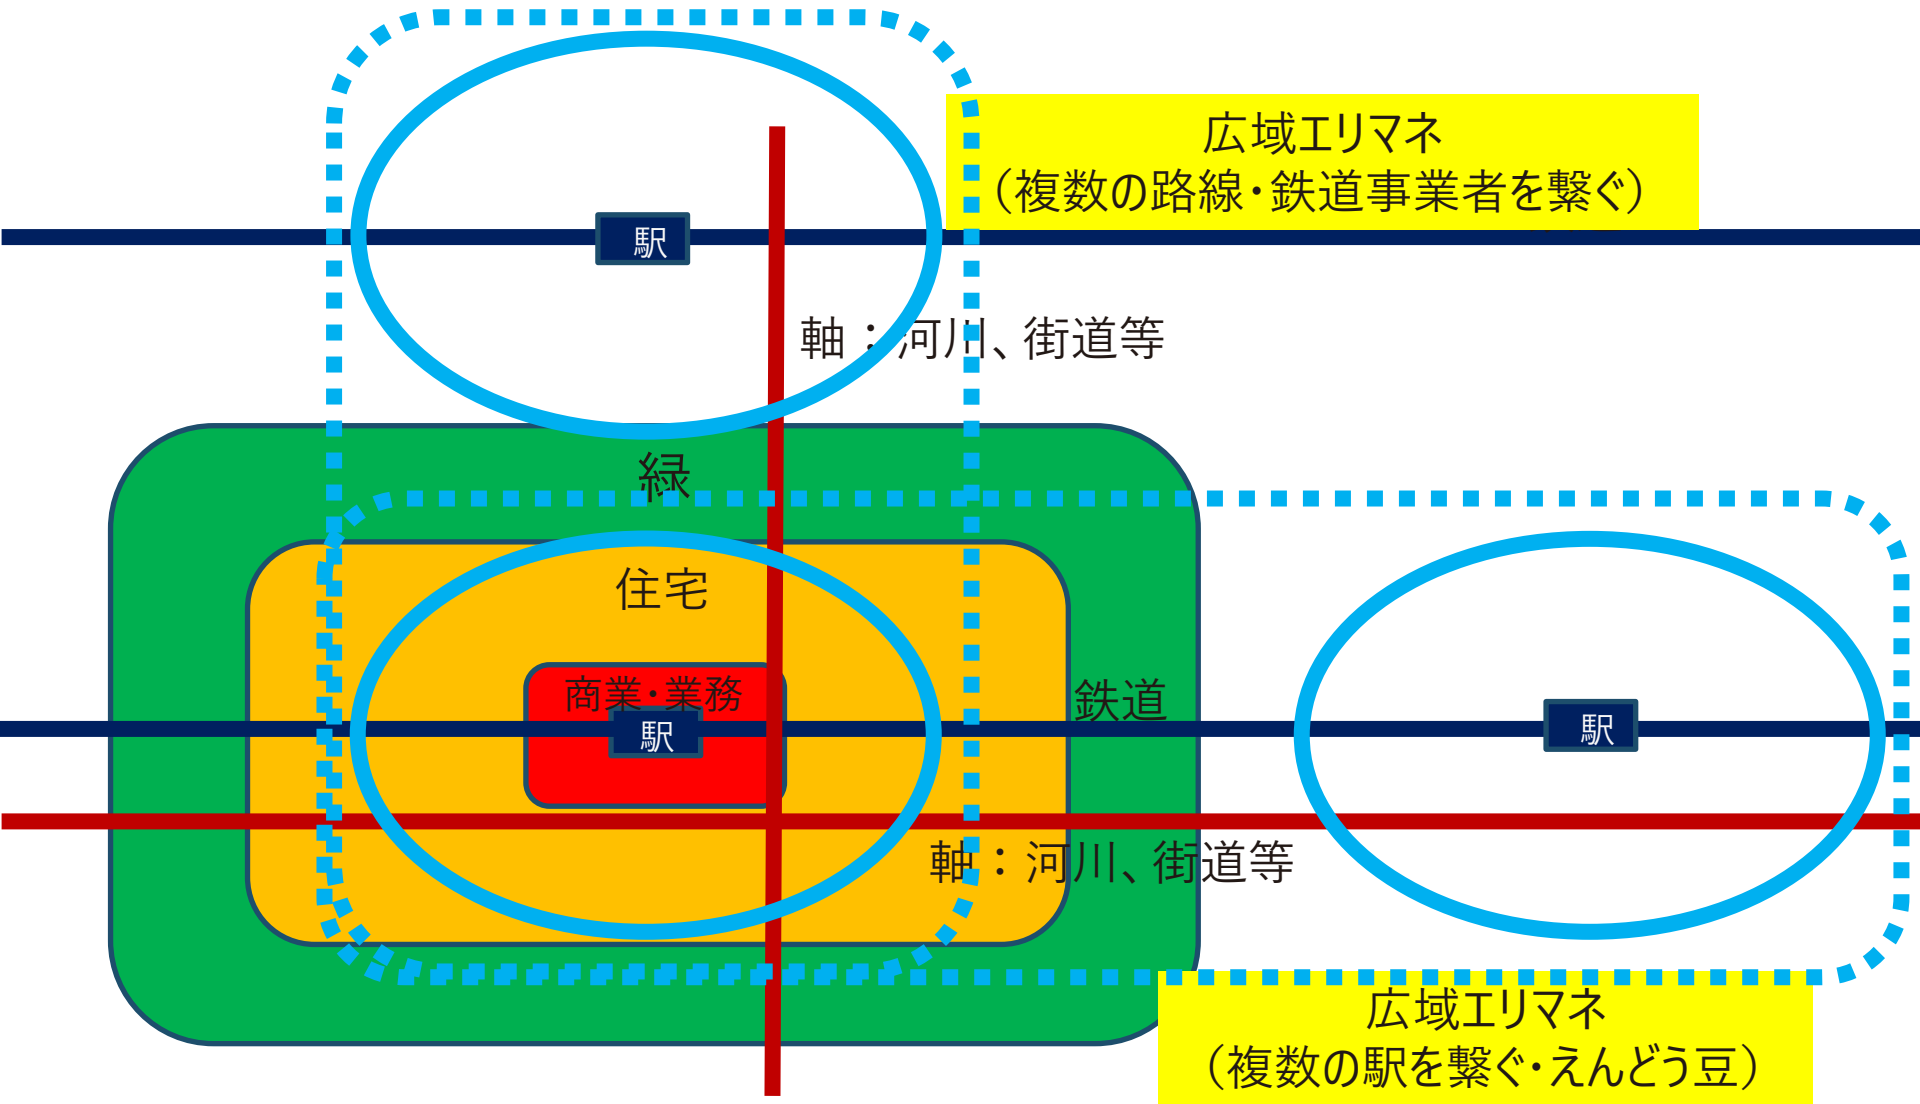 広域エリマネ
（複数の路線・鉄道事業者を繋ぐ）
駅
軸：河川、街道等
緑
住宅
商業・業務
鉄道
駅
駅
軸：河川、街道等
広域エリマネ
（複数の駅を繋ぐ・えんどう豆）